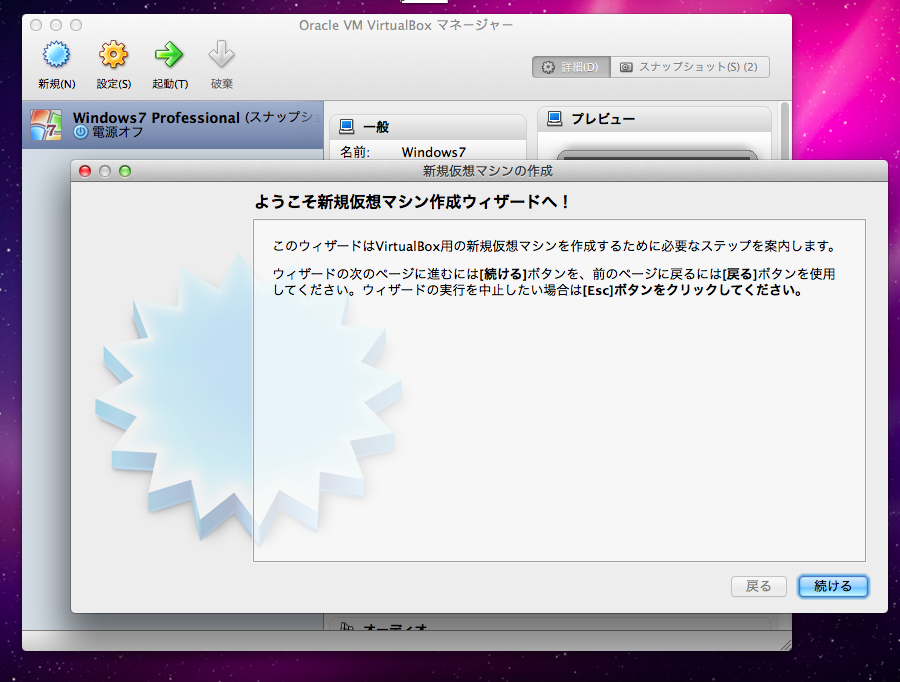 Oracle VM VirtualBox マネージャー
新規(N) 設定(S) 起動(T) 破棄
詳細(D) スナップショット(S) (2)
Windows7 Professional (スナップシ
電源オフ
一般
名前: Windows7
プレビュー
新規仮想マシンの作成
ようこそ新規仮想マシン作成ウィザードへ！
このウィザードはVirtualBox用の新規仮想マシンを作成するために必要なステップを案内します。
ウィザードの次のページに進むには[続ける]ボタンを、前のページに戻るには[戻る]ボタンを使用
してください。ウィザードの実行を中止したい場合は[Esc]ボタンをクリックしてください。
戻る 続ける
オーディオ